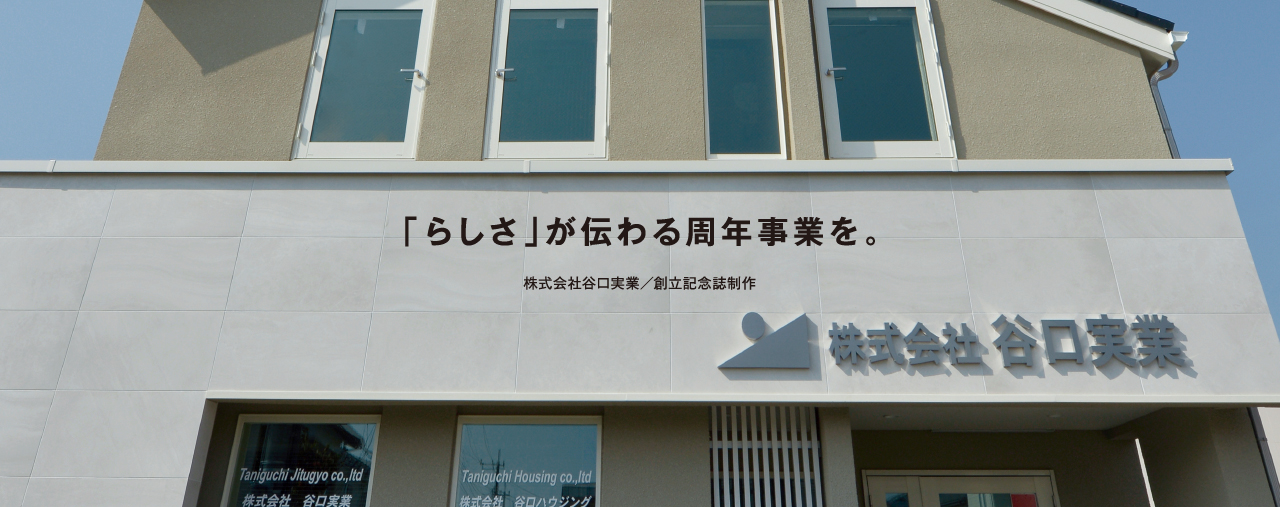 「らしさ」が伝わる周年事業を。
株式会社谷口実業／創立記念誌制作
株式会社 谷口実業
Taniguchi Jitugyo co.,ltd
株式会社 谷口実業
Taniguchi Housing co.,ltd
株式会社 谷口ハウジング